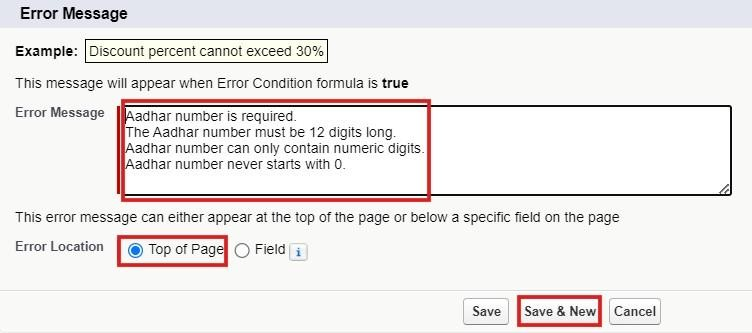 Error Message
Example: Discount percent cannot exceed 30%
This message will appear when Error Condition formula is true
Error Message
Aadhar number is required.
The Aadhar number must be 12 digits long.
Aadhar number can only contain numeric digits.
Aadhar number never starts with 0.
This error message can either appear at the top of the page or below a specific field on the page
Error Location Top of Page Field i
Save Save & New Cancel